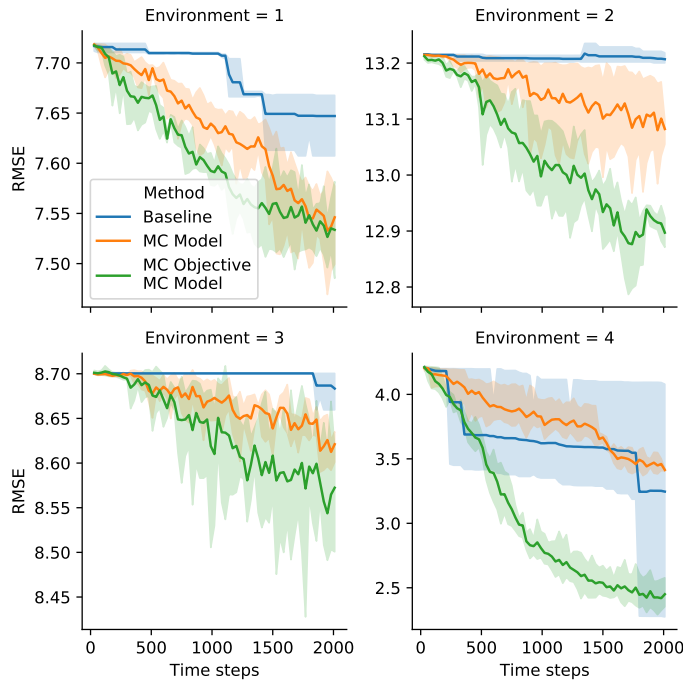 Environment = 1
Environment = 2
RMSE
7.70
7.65
7.60
7.55
7.50
Method
Baseline
MC Model
MC Objective
MC Model
13.2
13.1
13.0
12.9
12.8
Environment = 3
Environment = 4
RMSE
8.70
8.65
8.60
8.55
8.50
8.45
4.0
3.5
3.0
2.5
0 500 1000 1500 2000
0 500 1000 1500 2000
Time steps
Time steps